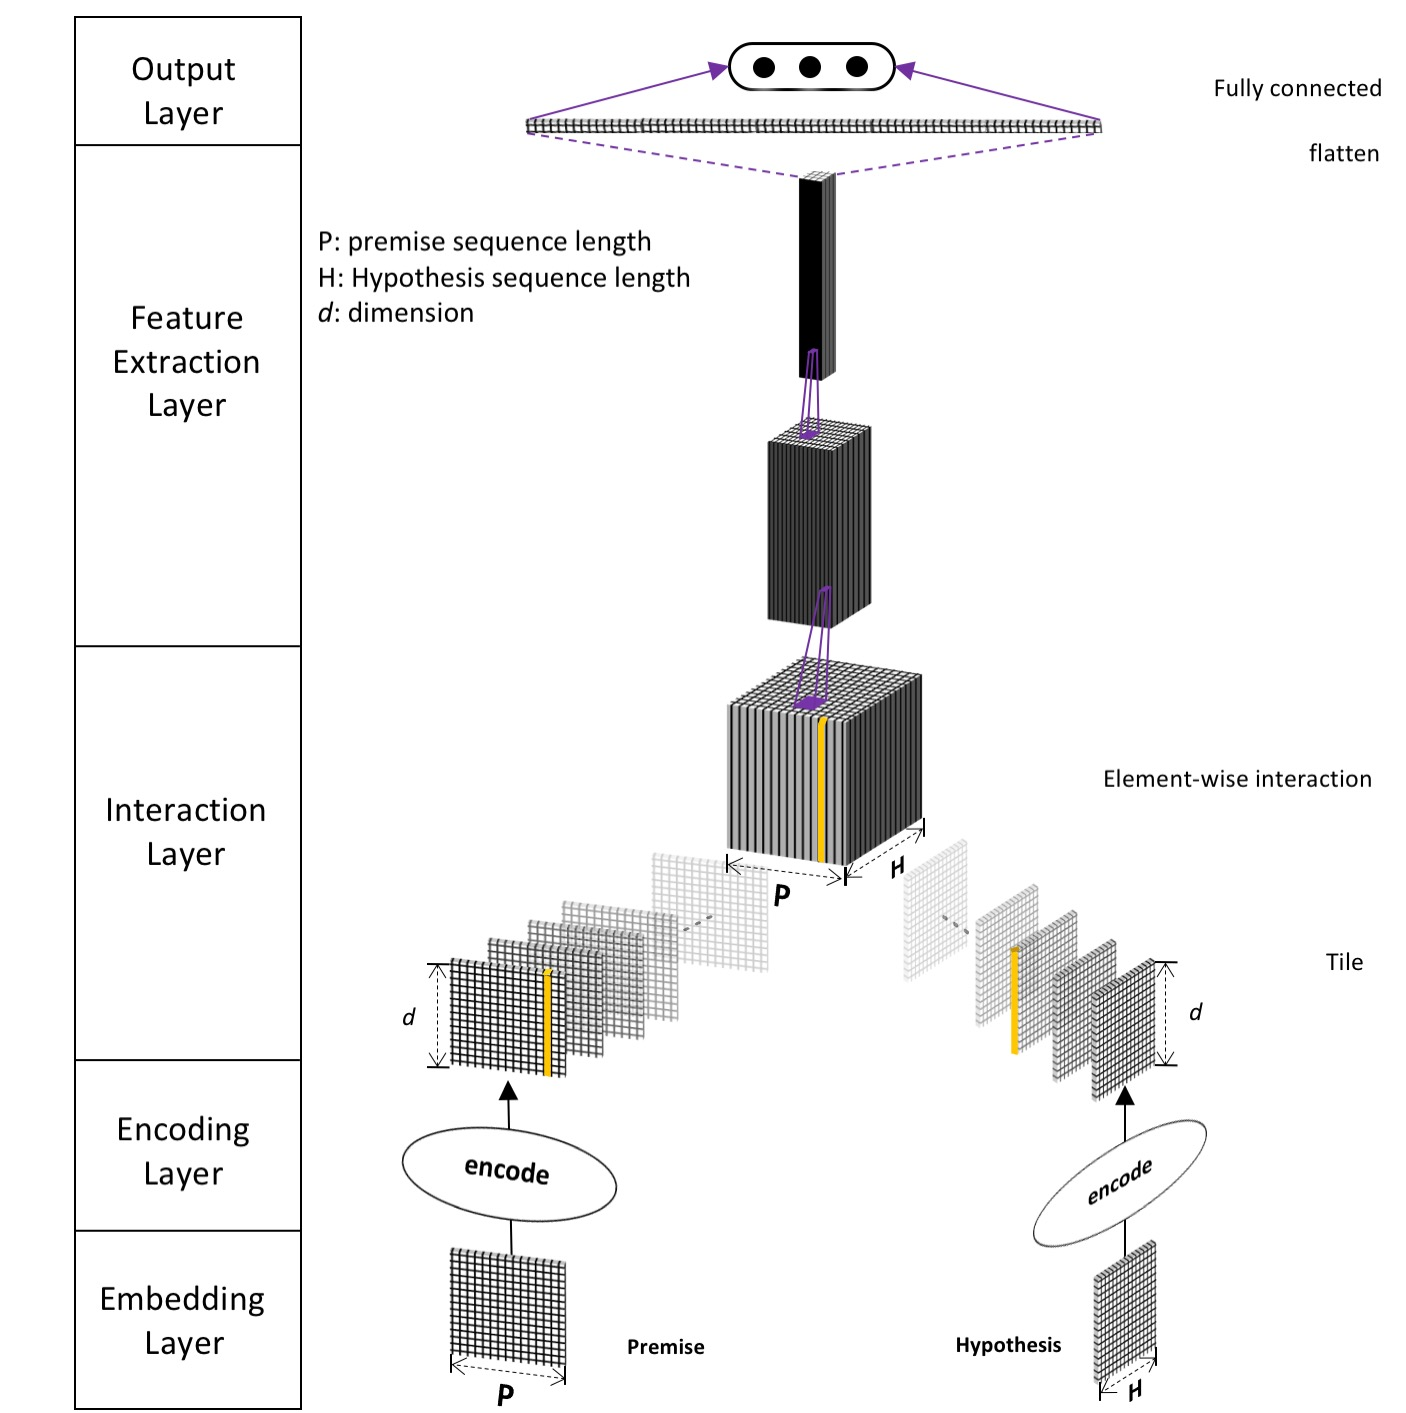 Output
Layer
Fully connected
flatten
P: premise sequence length
H: Hypothesis sequence length
d: dimension
Feature
Extraction
Layer
Interaction
Layer
Element-wise interaction
P
H
Tile
d
d
Encoding
Layer
encode
encode
Embedding
Layer
Premise
Hypothesis
P
H